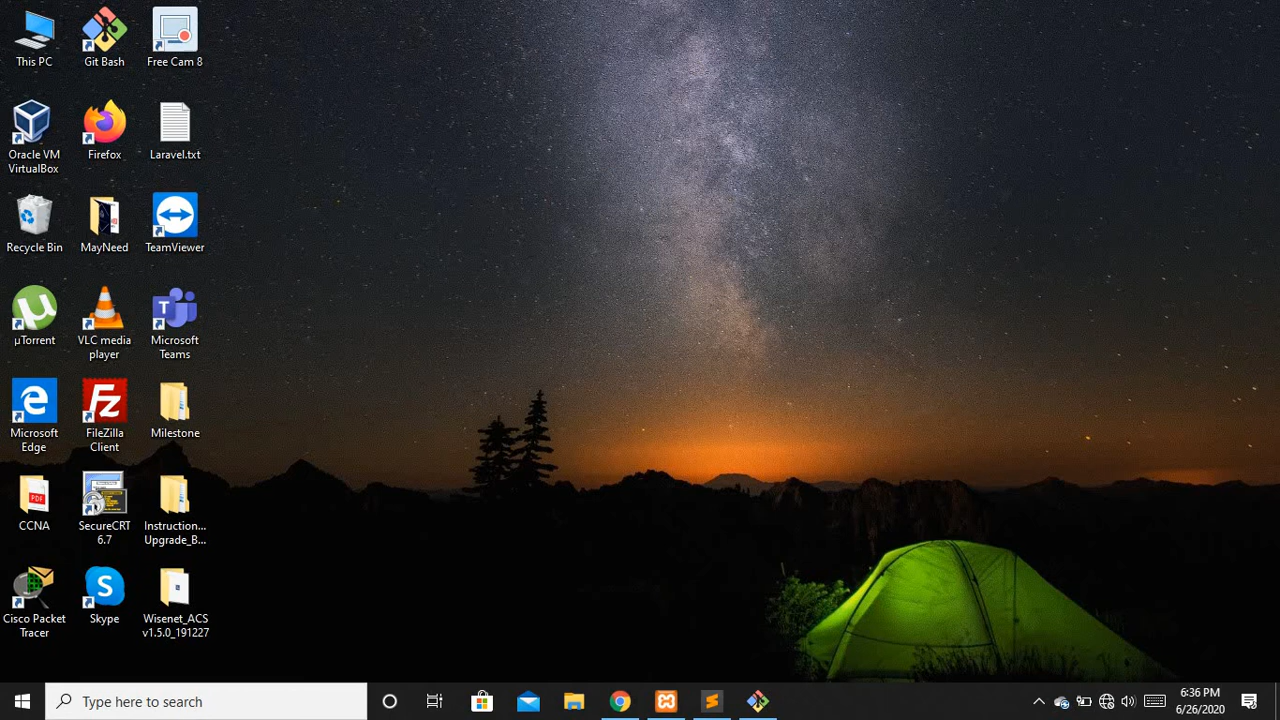 This PC
Git Bash
Free Cam 8
Oracle VM
VirtualBox
Firefox
Laravel.txt
Recycle Bin
MayNeed
TeamViewer
µTorrent
VLC media
player
Microsoft
Teams
Microsoft
Edge
FileZilla
Client
Milestone
CCNA
SecureCRT
6.7
Instruction...
Upgrade_B...
Cisco Packet
Tracer
Skype
Wisenet_ACS
v1.5.0_191227
Type here to search
:36 PM
6/26/2020